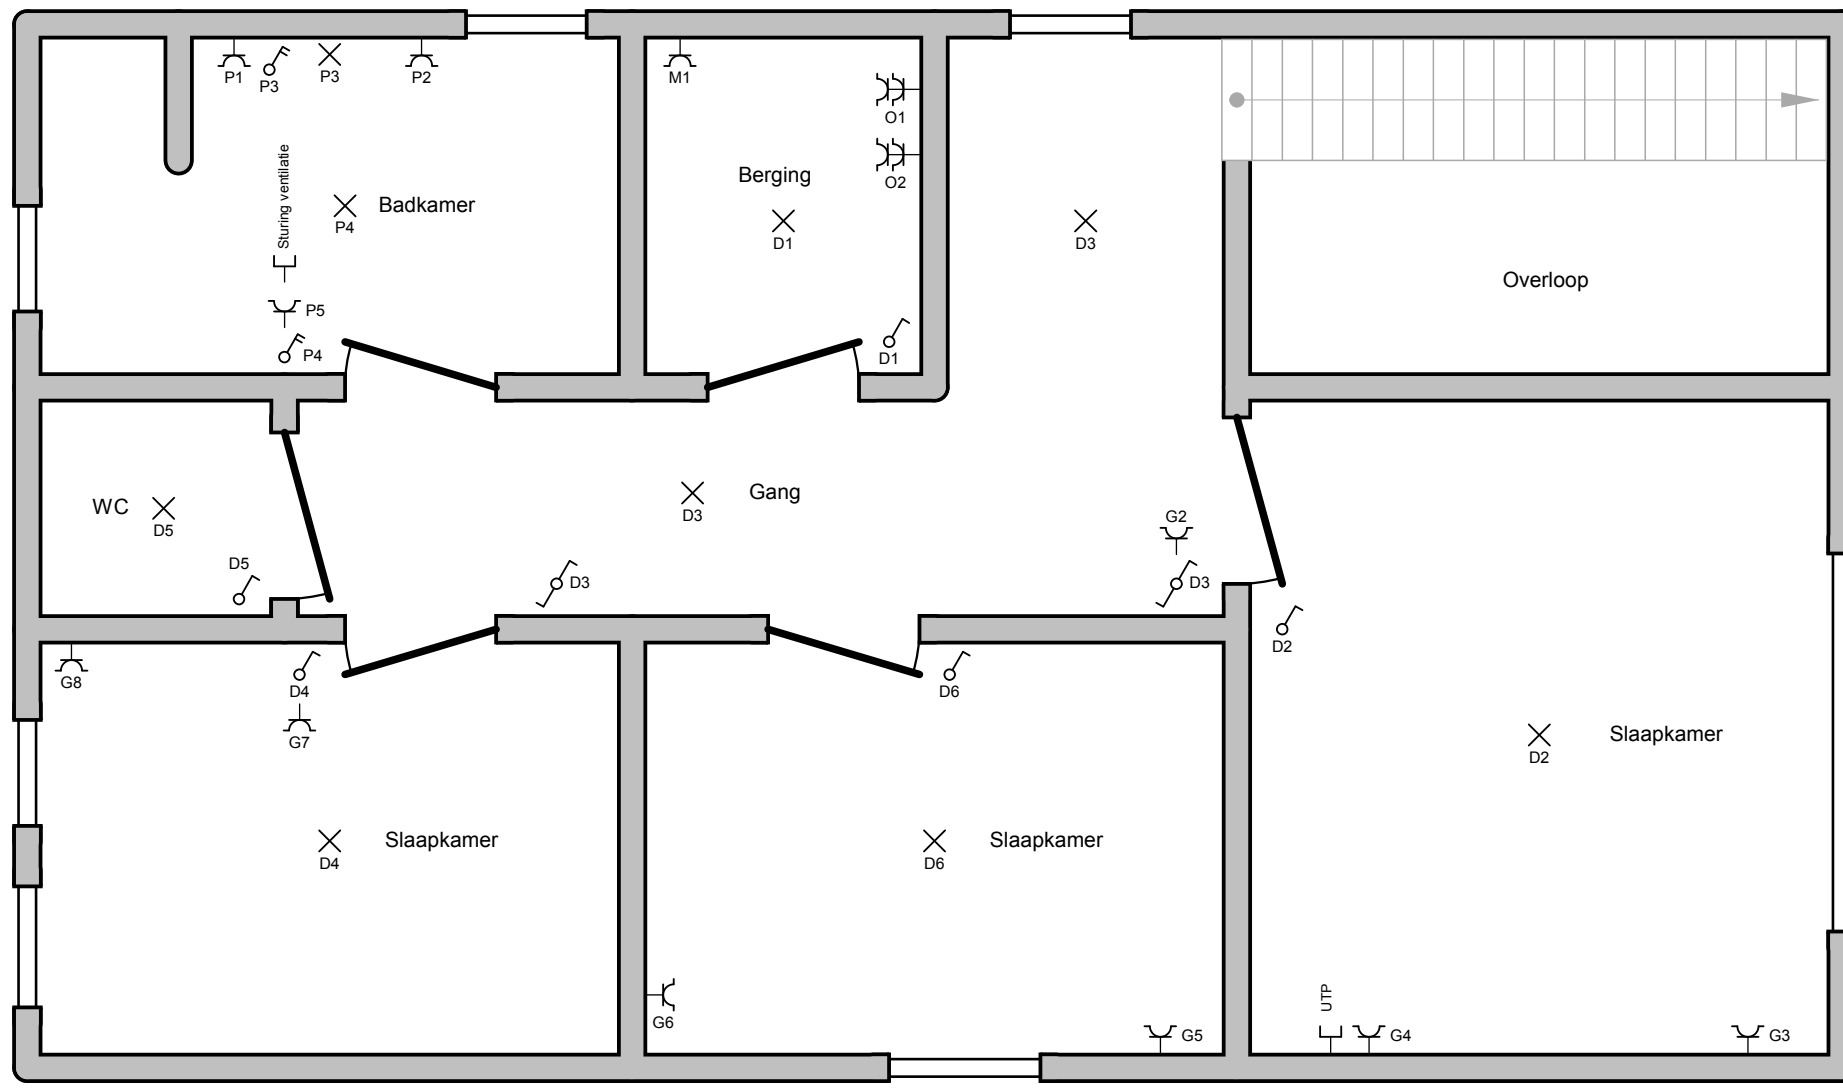 P1
P3
P3
P2
M1
O1
O2
Sturing ventilatie
Berging
Badkamer
P4
D1
D3
Overloop
P5
P4
D1
WC
D5
D5
Gang
D3
D3
G2
D3
D2
G8
D4
G7
D6
Slaapkamer
D2
Slaapkamer
D4
Slaapkamer
D6
G6
G5
UTP
G4
G3